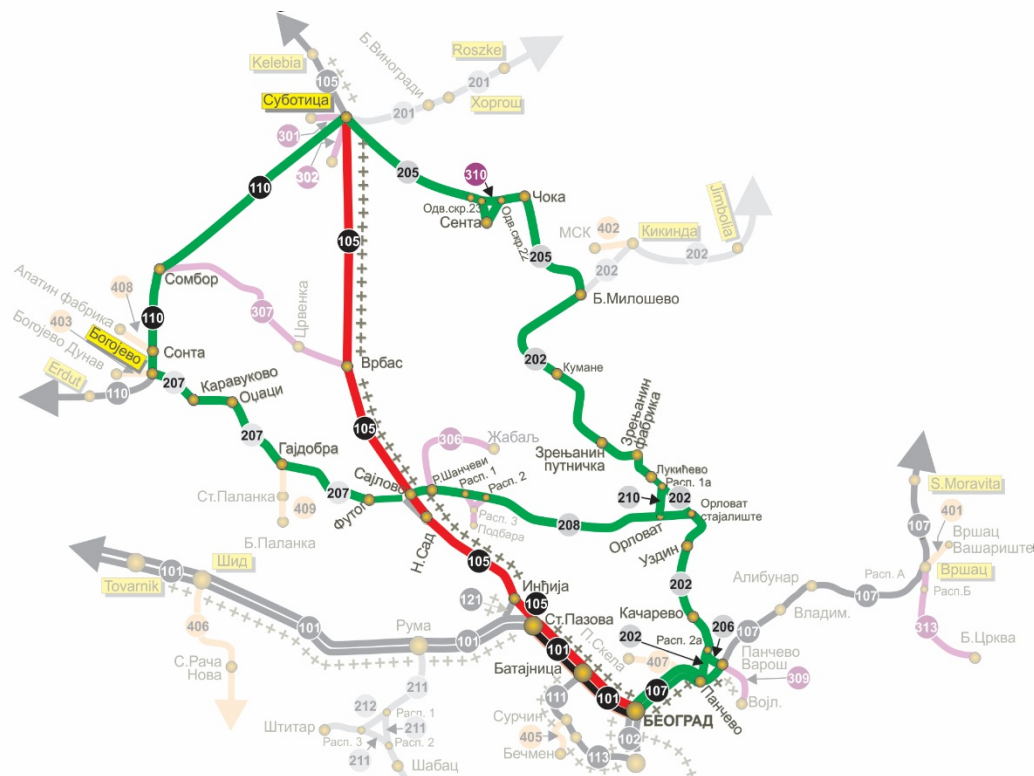 Kelebia
105
Б.Виногради
Roszke
201
Суботица
201
Хоргош
301
302
110
205
310
Чока
Одв.скр.23
Одв.скр.22
Сента
105
205
МСК
402
Кикинда
Jimbolia
202
202
Сомбор
Б.Милошево
Апатин фабрика
408
110
307
Црвенка
403
Богојево
Богојево Дунав
Сонта
Врбас
202
Кумане
Erdut
110
207
Каравуково
Оџаци
105
Зрењанин
фабрика
207
306
Жабаљ
Зрењанин
путничка
S.Moravita
Гајдобра
Р.Шанчеви
Расп. 1
Расп. 2
Лукићево
Расп. 1а
Сајлово
Ст.Паланка
207
409
Футог
210
202
Орловат
стајалиште
107
401
Расп. 3
Подбара
208
Орловат
Вршац
Вашариште
Б.Паланка
Н.Сад
Уздин
Шид
105
202
Алибунар
Расп. А
Вршац
101
Tovarnik
Инђија
107
Владим.
Расп.Б
121
105
Качарево
206
313
406
101
Рума
101
Ст.Пазова
202
Расп. 2а
107
Б.Црква
П.Скела
101
407
Панчево
Варош
С.Рача
Нова
Батајница
309
211
111
101
107
Панчево
Војл.
212
Сурчин
БЕОГРАД
Штитар
Расп. 1
211
405
102
Расп. 3
Расп. 2
Бечмен
113
211
Шабац